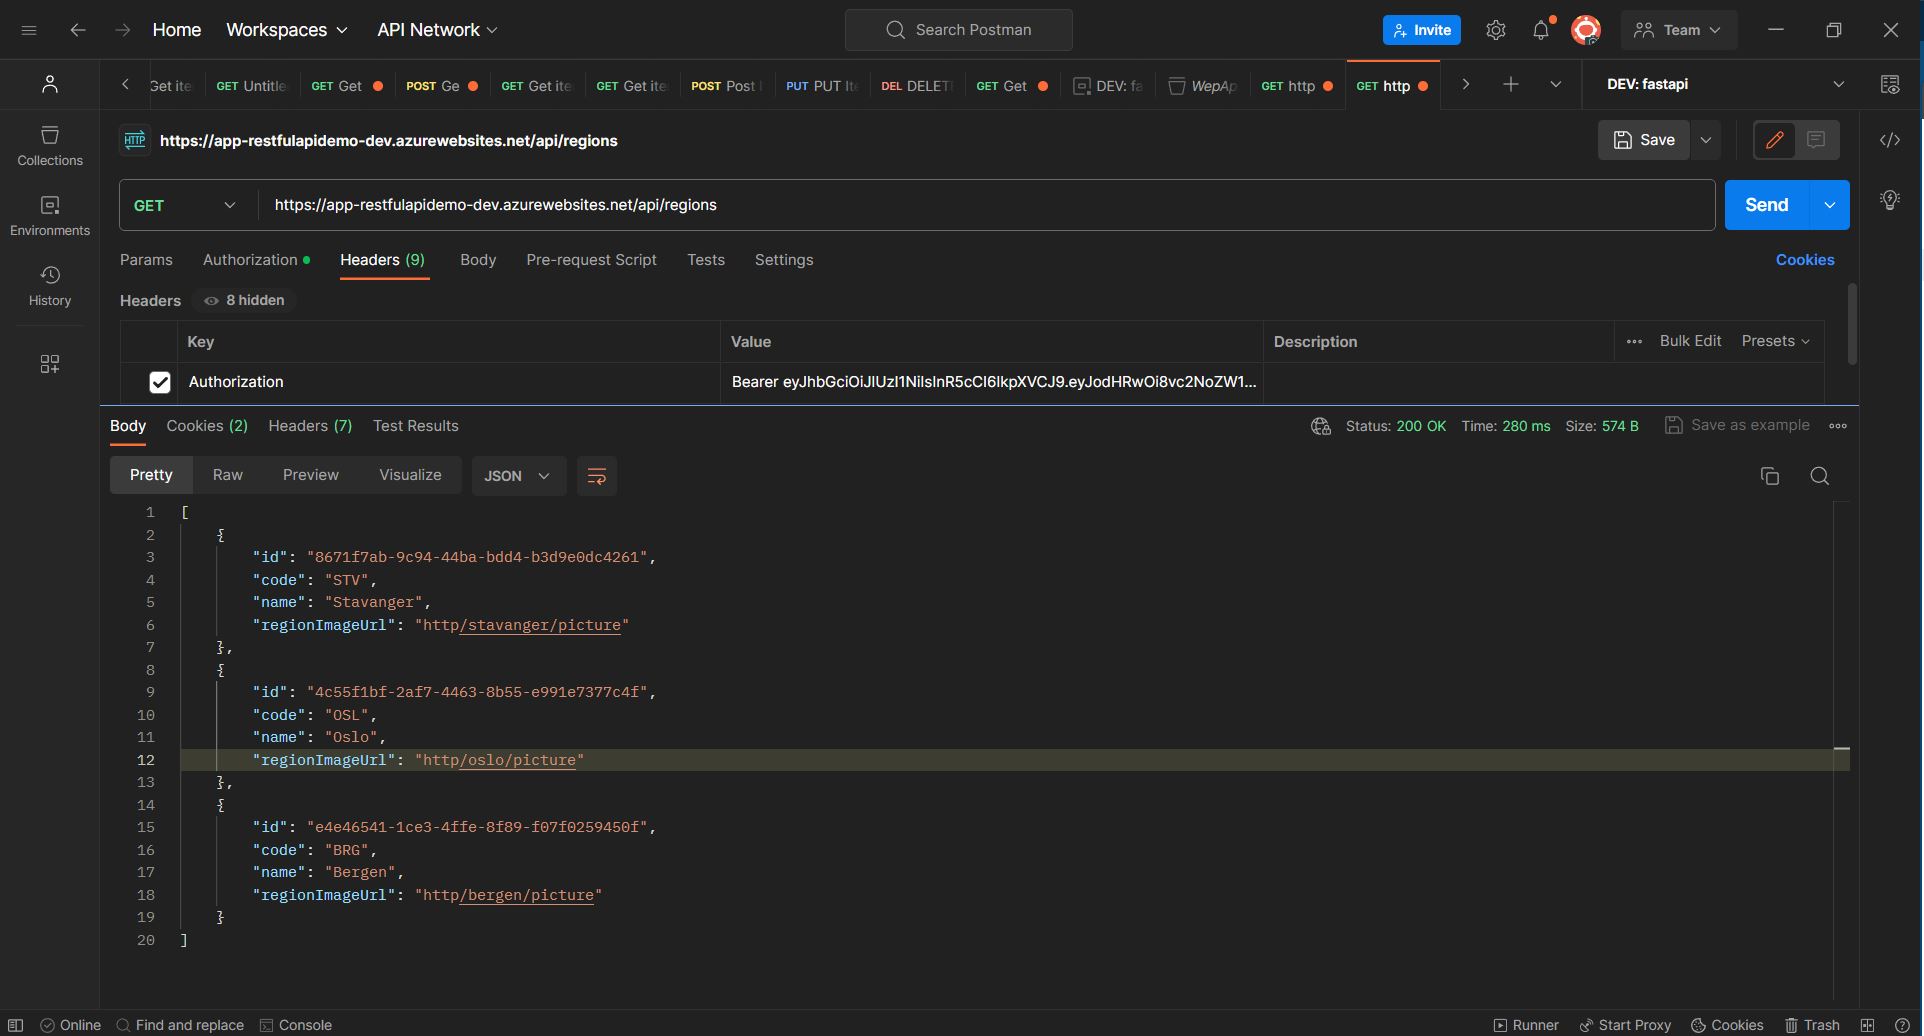 Home Workspaces API Network Search Postman Invite Team
Get ite GET Untitle GET Get POST Ge GET Get ite GET Get ite POST Post PUT PUT Ite DEL DELET GET Get DEV: fa WepAp GET http GET http DEV: fastapi
HTTP https://app-restfulapidemo-dev.azurewebsites.net/api/regions Save
Collections
GET https://app-restfulapidemo-dev.azurewebsites.net/api/regions Send
Environments
Params Authorization Headers (9) Body Pre-request Script Tests Settings Cookies
History
Headers 8 hidden
Key Value Description Bulk Edit Presets
Authorization Bearer eyJhbGciOiJIUzI1NiIsInR5cCI6IkpXVCJ9.eyJodHRwOi8vc2NoZW1...
Body Cookies (2) Headers (7) Test Results Status: 200 OK Time: 280 ms Size: 574 B Save as example
Pretty Raw Preview Visualize JSON
1 [
2 {
3 "id": "8671f7ab-9c94-44ba-bdd4-b3d9e0dc4261",
4 "code": "STV",
5 "name": "Stavanger",
6 "regionImageUrl": "http/stavanger/picture"
7 },
8 {
9 "id": "4c55f1bf-2af7-4463-8b55-e991e7377c4f",
10 "code": "OSL",
11 "name": "Oslo",
12 "regionImageUrl": "http/oslo/picture"
13 },
14 {
15 "id": "e4e46541-1ce3-4ffe-8f89-f07f0259450f",
16 "code": "BRG",
17 "name": "Bergen",
18 "regionImageUrl": "http/bergen/picture"
19 }
20 ]
Online Find and replace Console Runner Start Proxy Cookies Trash